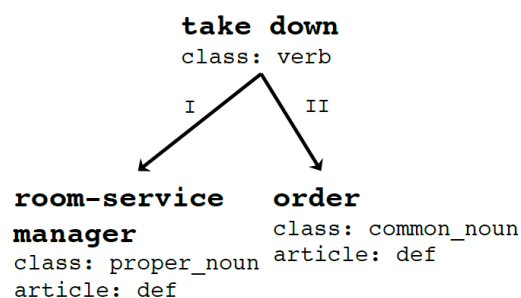 take down
class: verb
I
II
room-service
manager
class: proper_noun
article: def
order
class: common_noun
article: def